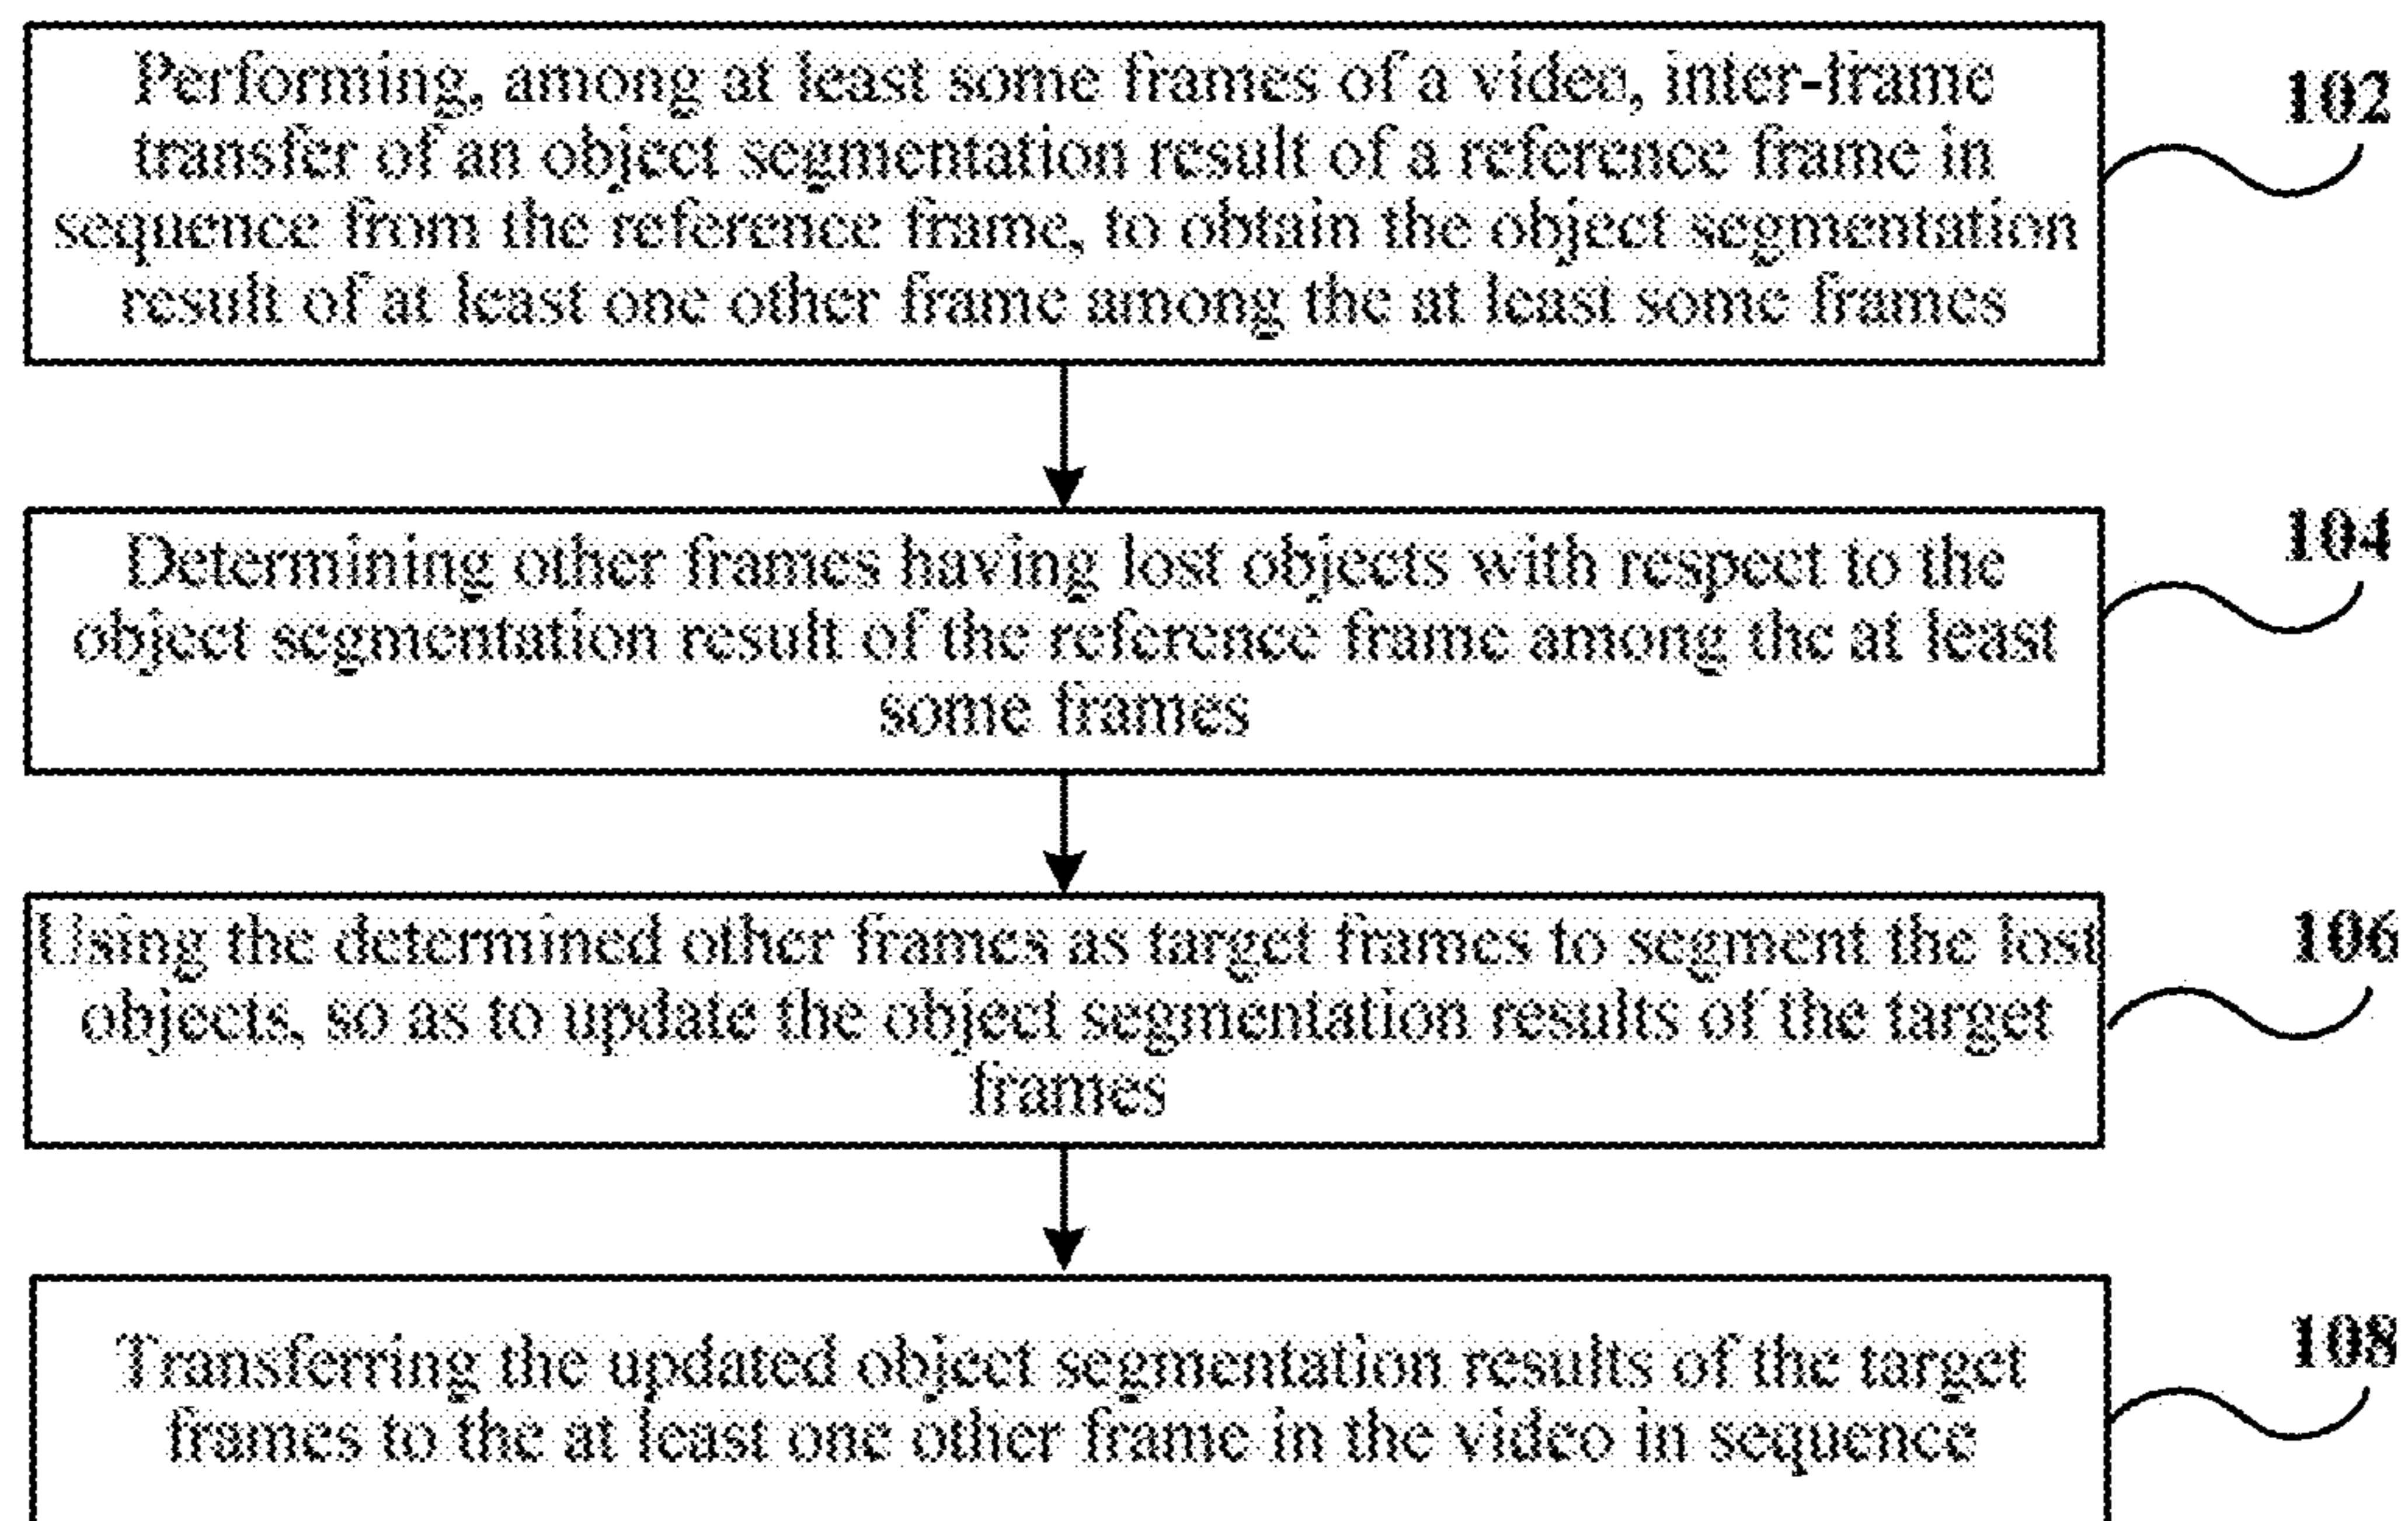 Performing, among at least some frames of a video, inter-frame
transfer of an object segmentation result of a reference frame in
sequence from the reference frame, to obtain the object segmentation
result of at least one other frame among the at least some frames
102
Determining other frames having lost objects with respect to the
object segmentation result of the reference frame among the at least
some frames
104
Using the determined other frames as target frames to segment the lost
objects, so as to update the object segmentation results of the target
frames
106
Transferring the updated object segmentation results of the target
frames to the at least one other frame in the video in sequence
108